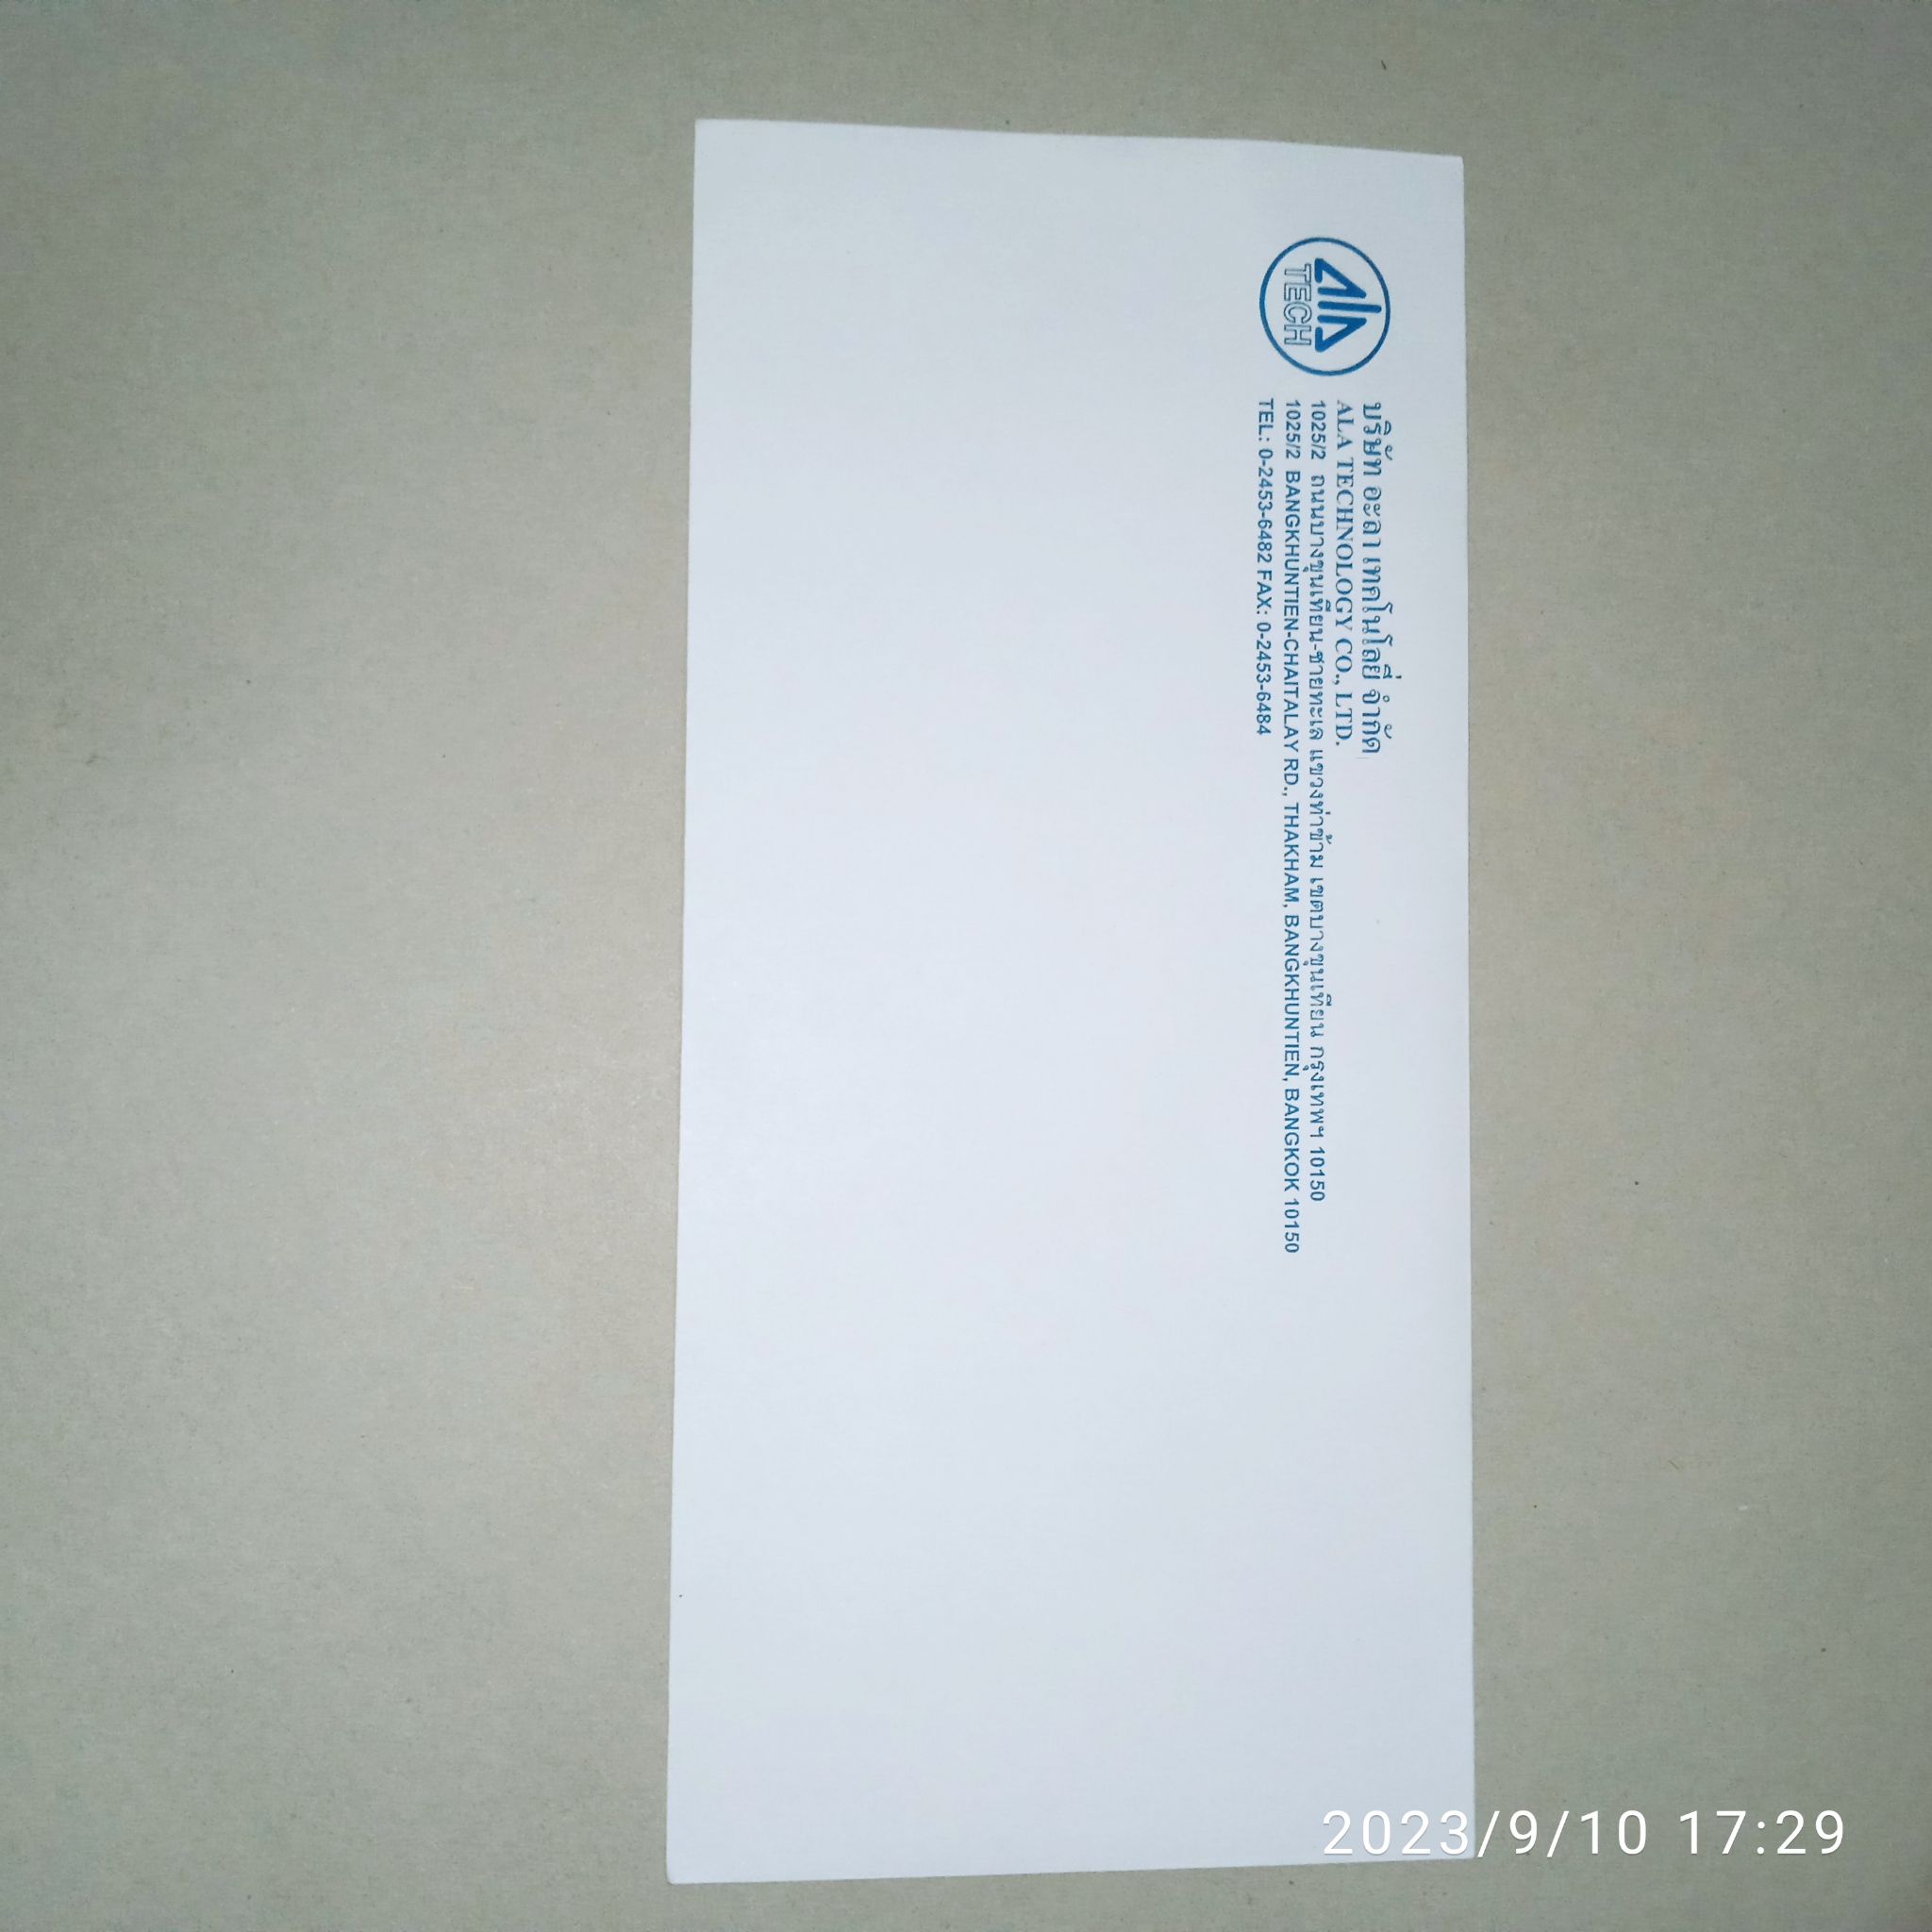 ALA
TECH
บริษัท อะลา เทคโนโลยี่ จำกัด
ALA TECHNOLOGY CO., LTD.
1025/2 ถนนบางขุนเทียน-ชายทะเล แขวงท่าข้าม เขตบางขุนเทียน กรุงเทพฯ 10150
1025/2 BANGKHUNTIEN-CHAITALAY RD., THAKHAM, BANGKHUNTIEN, BANGKOK 10150
TEL: 0-2453-6482 FAX: 0-2453-6484
2023/9/10 17:29